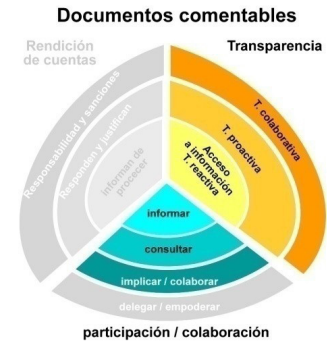 Documentos comentables
Rendición
de cuentas
Transparencia
Responsabilidad y sanciones
Responden y justifican
Informan de
proceder
T. colaborativa
T. proactiva
Acceso
a información
T. reactiva
informar
consultar
implicar / colaborar
delegar / empoderar
participación / colaboración